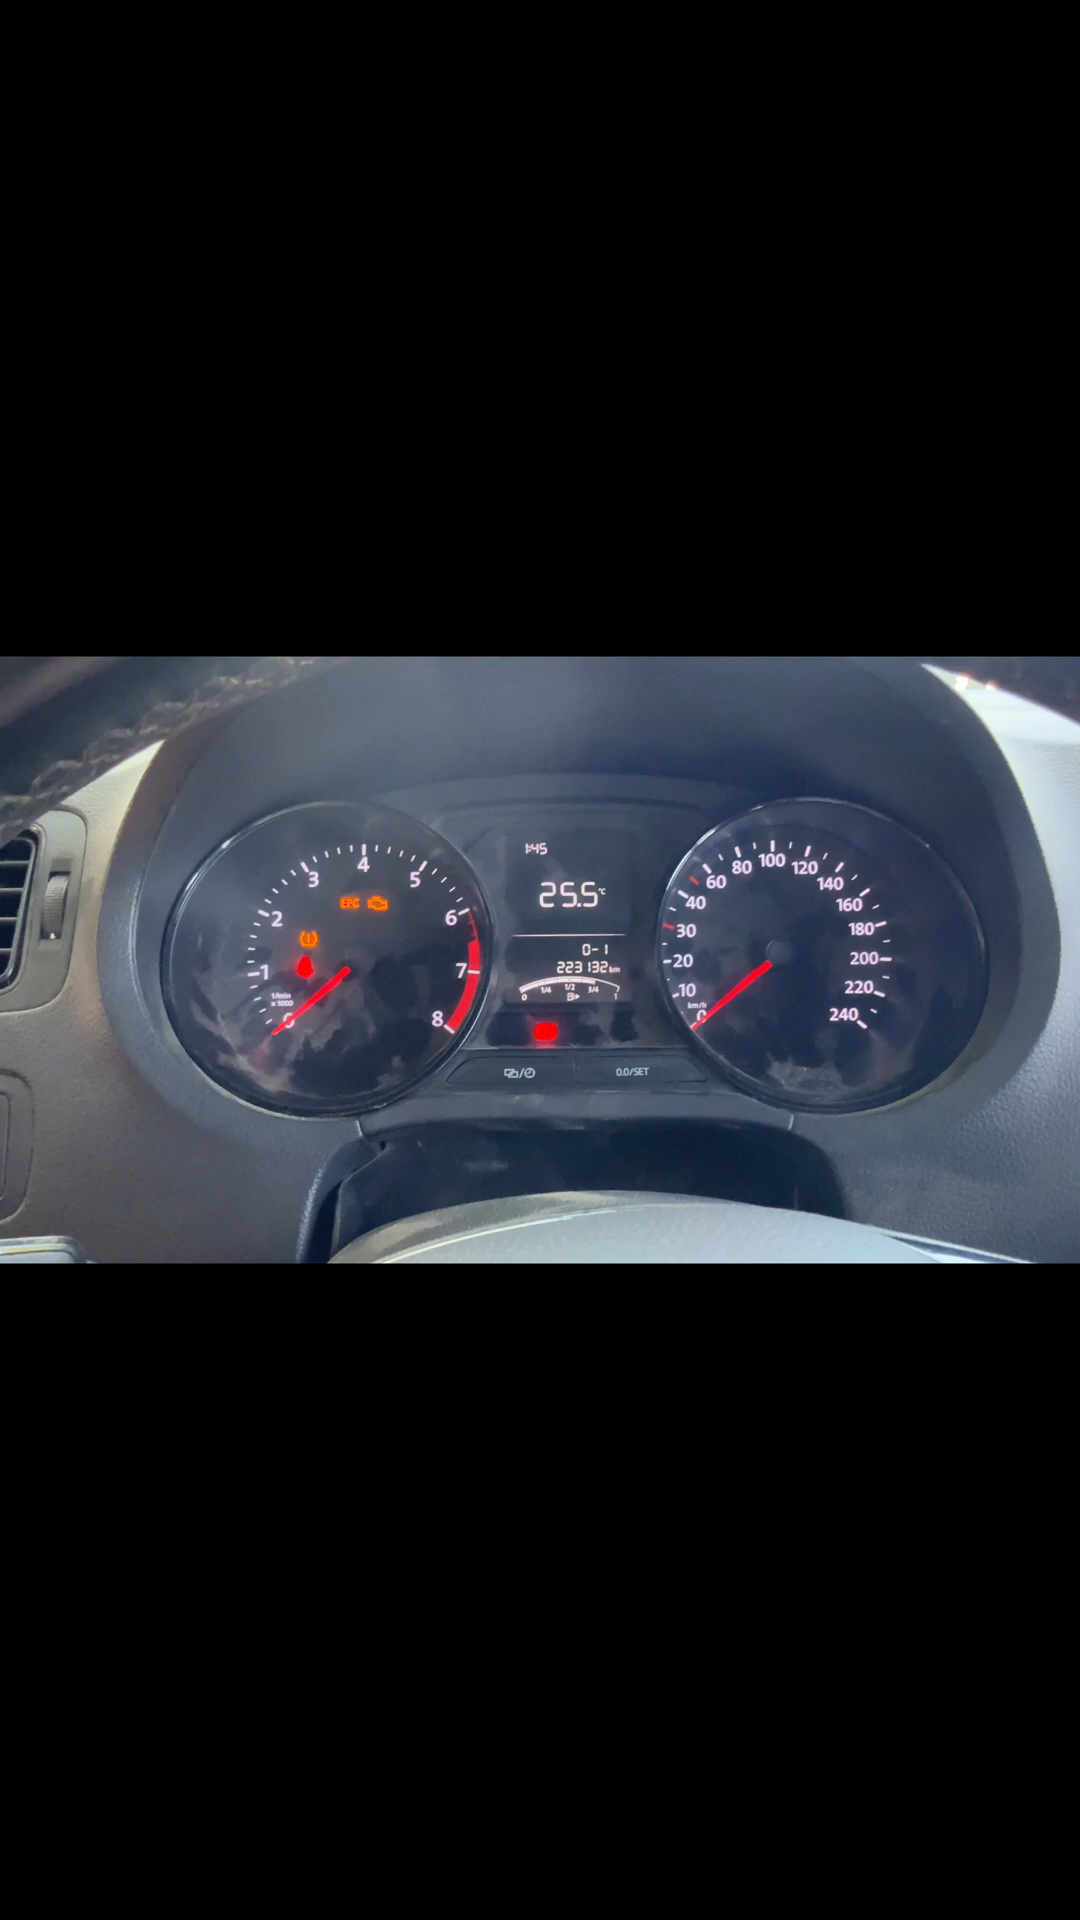 1:45
25.5°C
0-1
223132 km
0 1/4 1/2 3/4 1
EPC
0 1 2 3 4 5 6 7 8
1/min
x 1000
0 10 20 30 40 60 80 100 120 140 160 180 200 220 240
km/h
0.0/SET